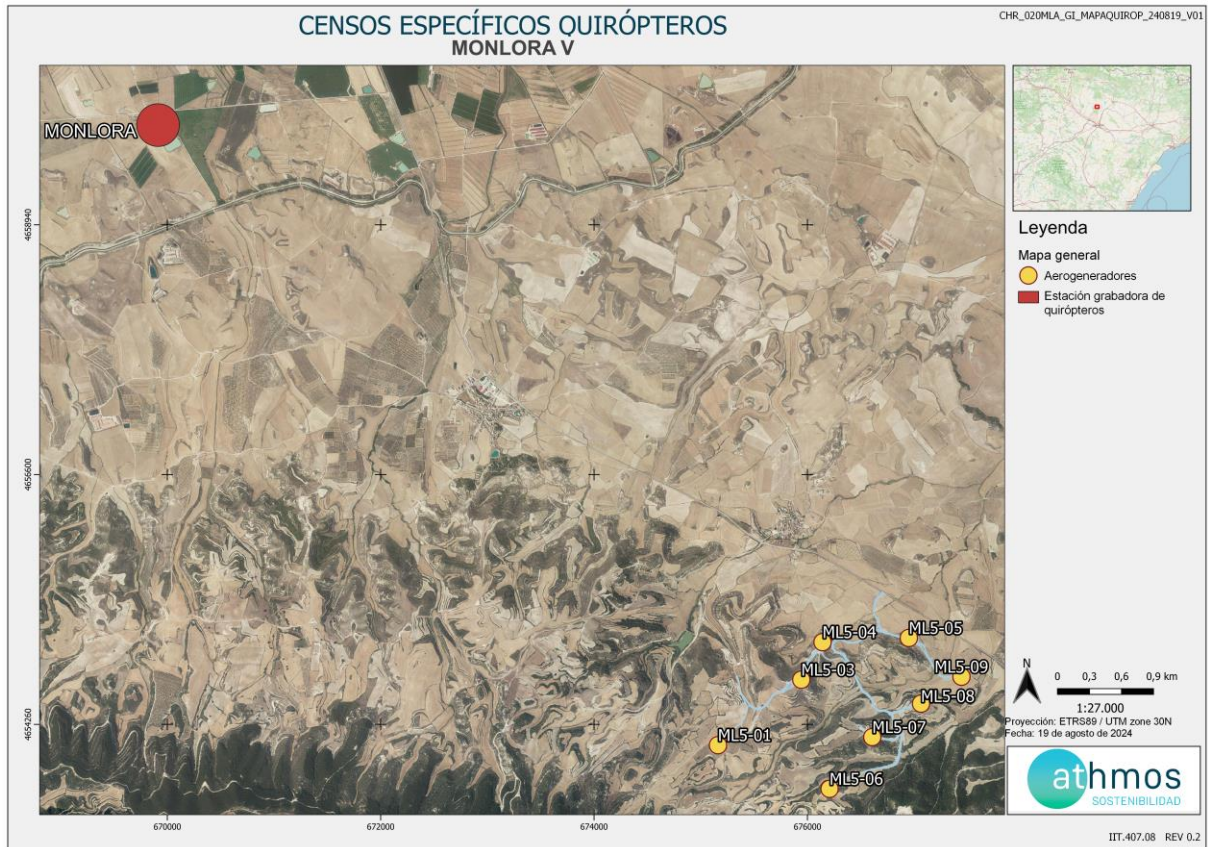 CHR_020MLA_GI_MAPAQUIROP_240819_V01
CENSOS ESPECÍFICOS QUIRÓPTEROS
MONLORA V
MONLORA
4658940
4656600
4654260
670000
672000
674000
676000
ML5-04
ML5-05
ML5-03
ML5-09
ML5-08
ML5-01
ML5-07
ML5-06
Leyenda
Mapa general
Aerogeneradores
Estación grabadora de
quirópteros
N
0 0,3 0,6 0,9 km
1:27.000
Proyección: ETRS89 / UTM zone 30N
Fecha: 19 de agosto de 2024
athmos
SOSTENIBILIDAD
IIT.407.08 REV 0.2